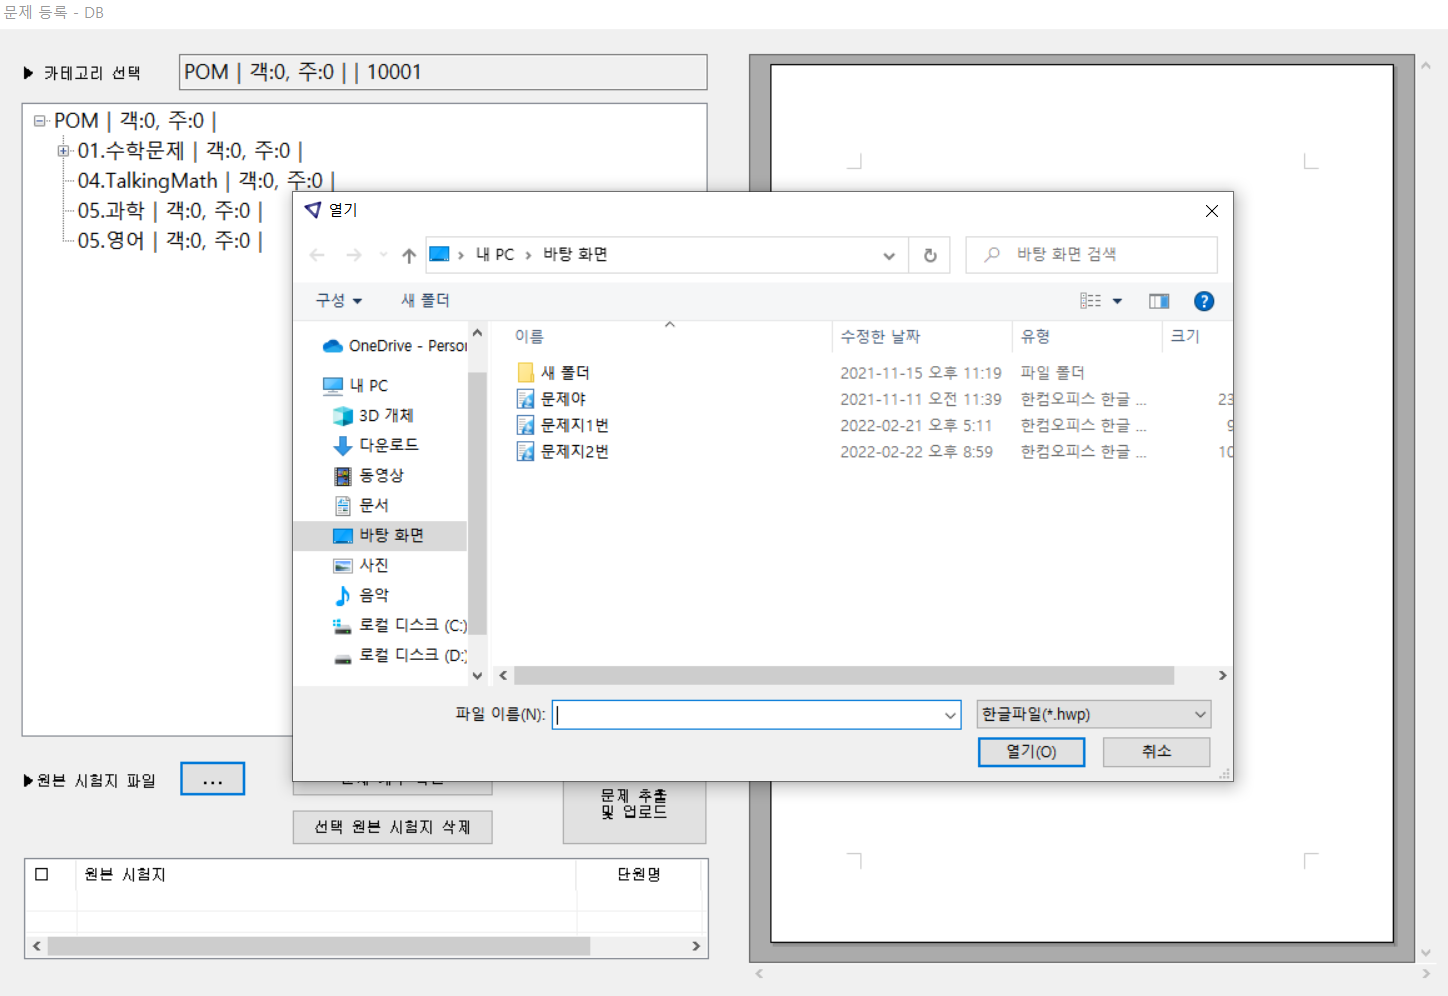 문제 등록 - DB
▶ 카테고리 선택
POM | 객:0, 주:0 | | 10001
POM | 객:0, 주:0 |
01.수학문제 | 객:0, 주:0 |
04.TalkingMath | 객:0, 주:0 |
05.과학 | 객:0, 주:0 |
05.영어 | 객:0, 주:0 |
열기
내 PC › 바탕 화면
바탕 화면 검색
구성
새 폴더
OneDrive - Persor
내 PC
3D 개체
다운로드
동영상
문서
바탕 화면
사진
음악
로컬 디스크 (C:)
로컬 디스크 (D:)
이름 수정한 날짜 유형 크기
새 폴더 2021-11-15 오후 11:19 파일 폴더
문제야 2021-11-11 오전 11:39 한컴오피스 한글 ... 23
문제지1번 2022-02-21 오후 5:11 한컴오피스 한글 ... 9
문제지2번 2022-02-22 오후 8:59 한컴오피스 한글 ... 10
파일 이름(N):
한글파일(*.hwp)
열기(O)
취소
▶원본 시험지 파일
...
선택 원본 시험지 삭제
문제 추출
및 업로드
원본 시험지
단원명